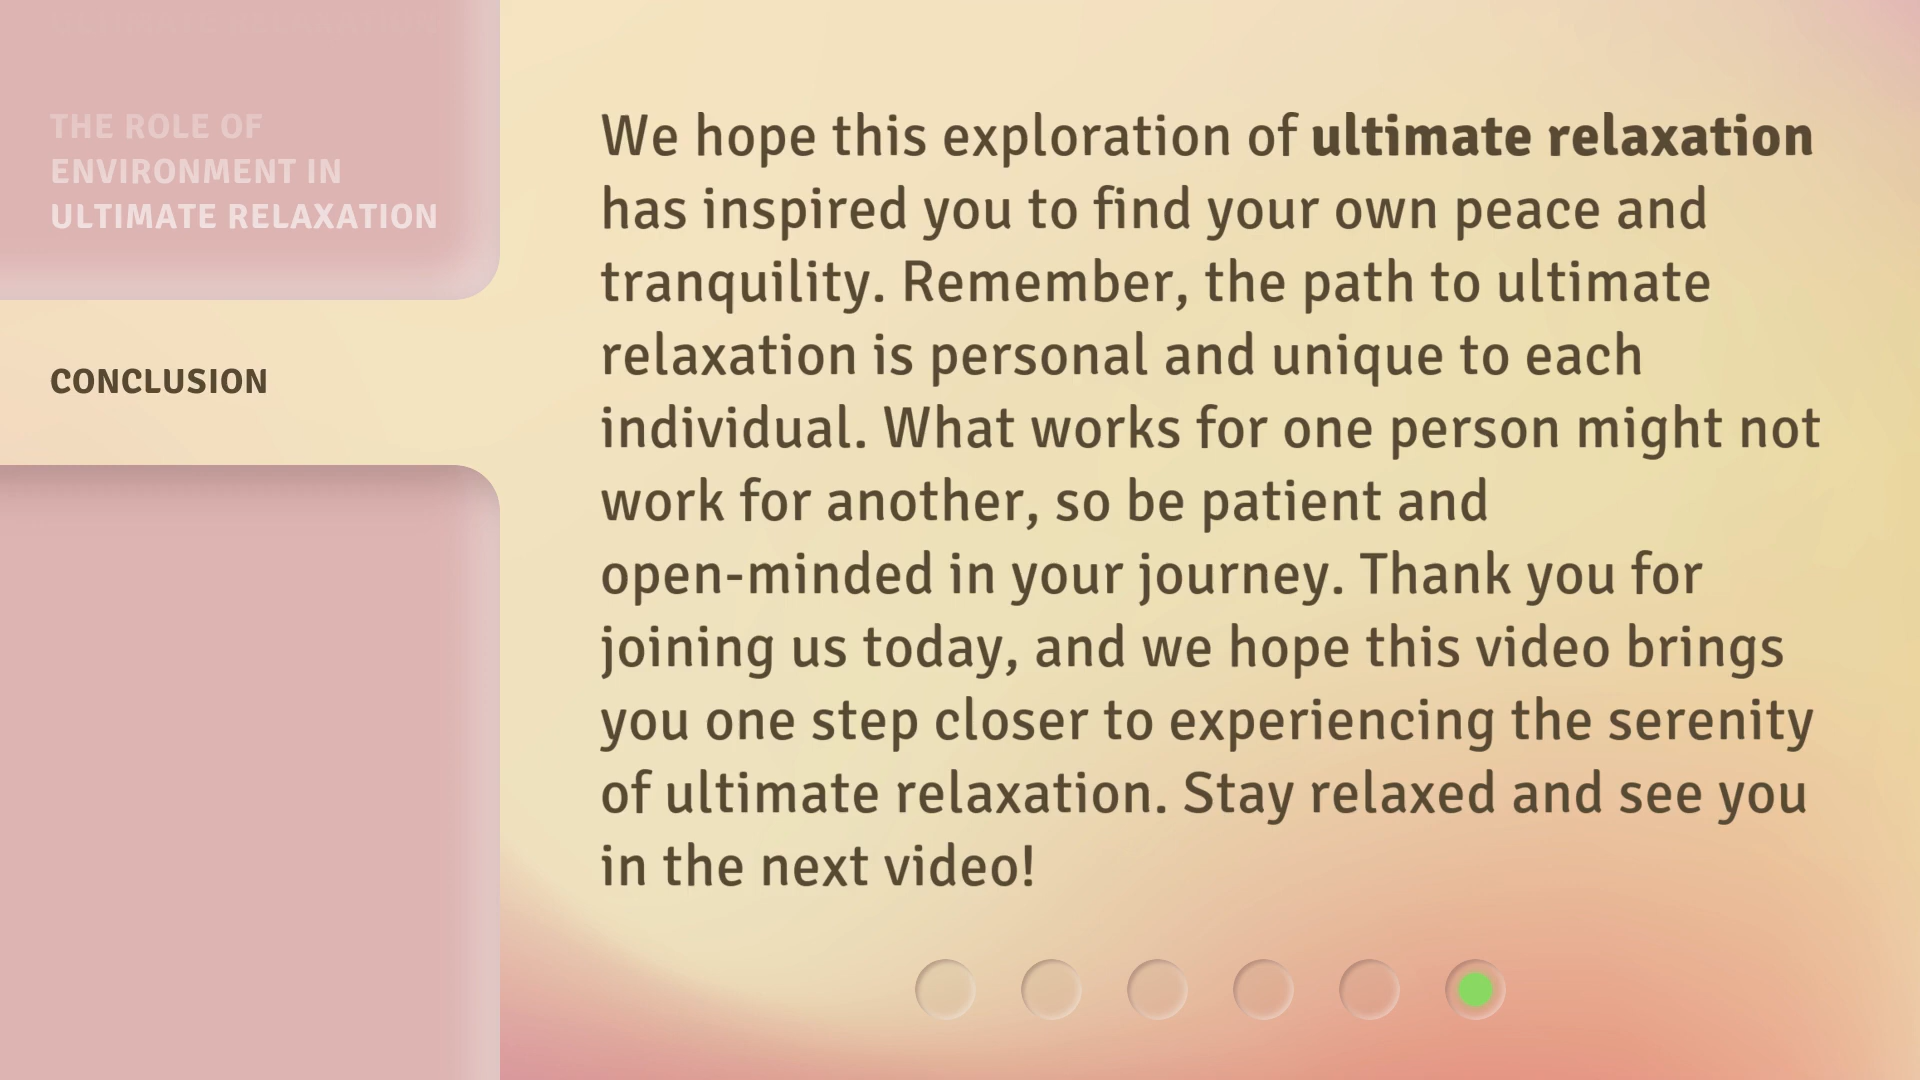 ULTIMATE RELAXATION
THE ROLE OF
ENVIRONMENT IN
ULTIMATE RELAXATION
CONCLUSION
We hope this exploration of ultimate relaxation
has inspired you to find your own peace and
tranquility. Remember, the path to ultimate
relaxation is personal and unique to each
individual. What works for one person might not
work for another, so be patient and
open-minded in your journey. Thank you for
joining us today, and we hope this video brings
you one step closer to experiencing the serenity
of ultimate relaxation. Stay relaxed and see you
in the next video!